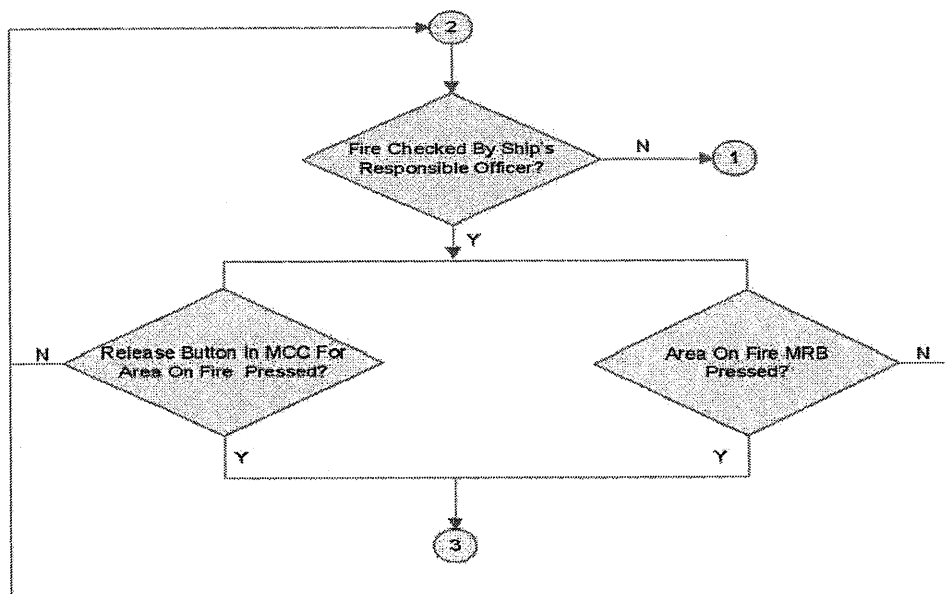 2
Fire Checked By Ship's
Responsible Officer?
N
1
Y
Release Button In MCC For
Area On Fire Pressed?
N
Area On Fire MRB
Pressed?
N
Y
Y
3